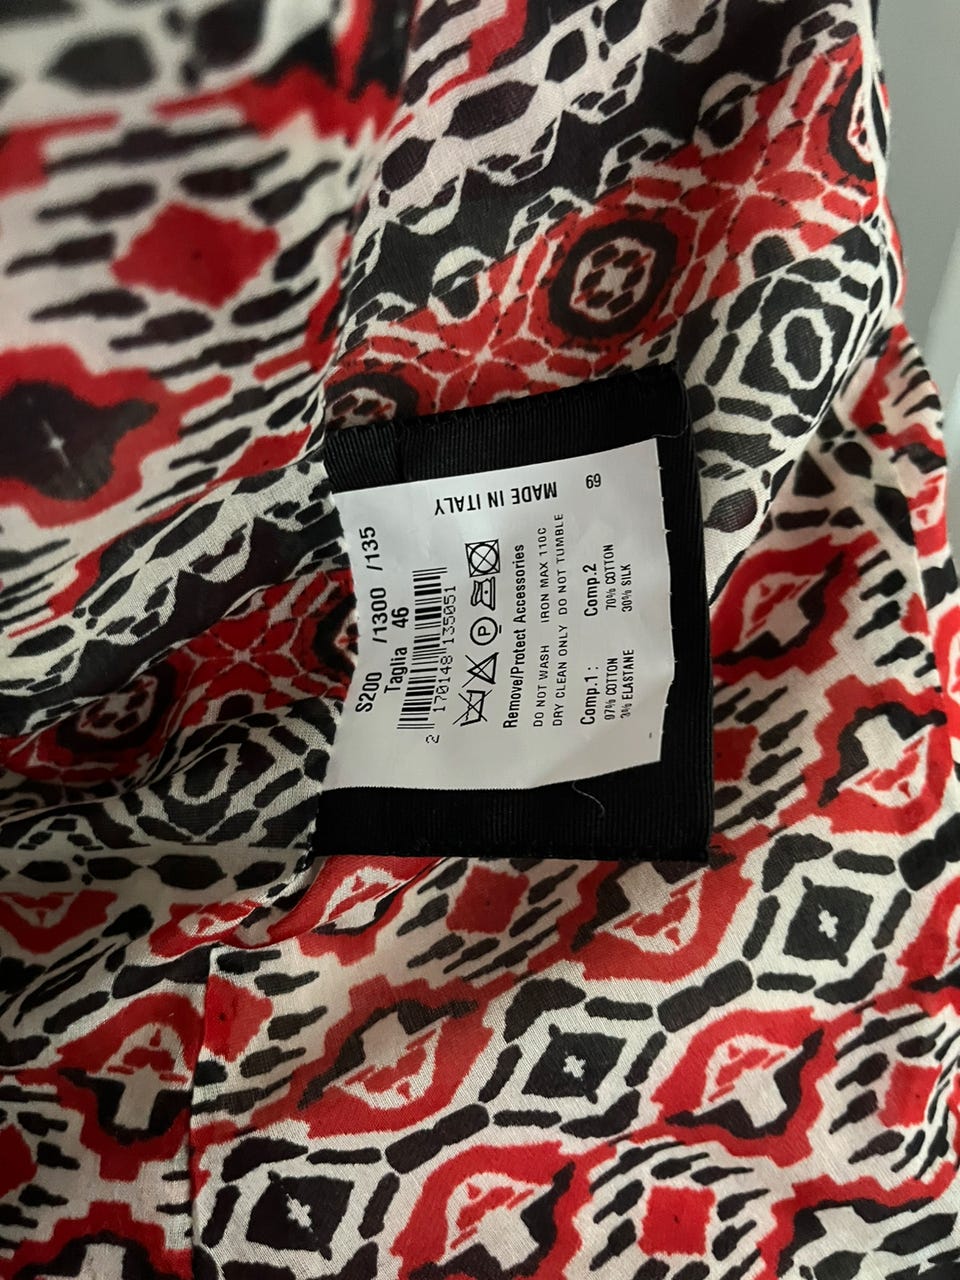 S200 /1300 /135
Taglia 46
2 170148 135051
Remove/Protect Accessories
DO NOT WASH IRON MAX 110C
DRY CLEAN ONLY DO NOT TUMBLE
Comp.1 : Comp.2
97% COTTON 70% COTTON
3% ELASTANE 30% SILK
MADE IN ITALY
69
P